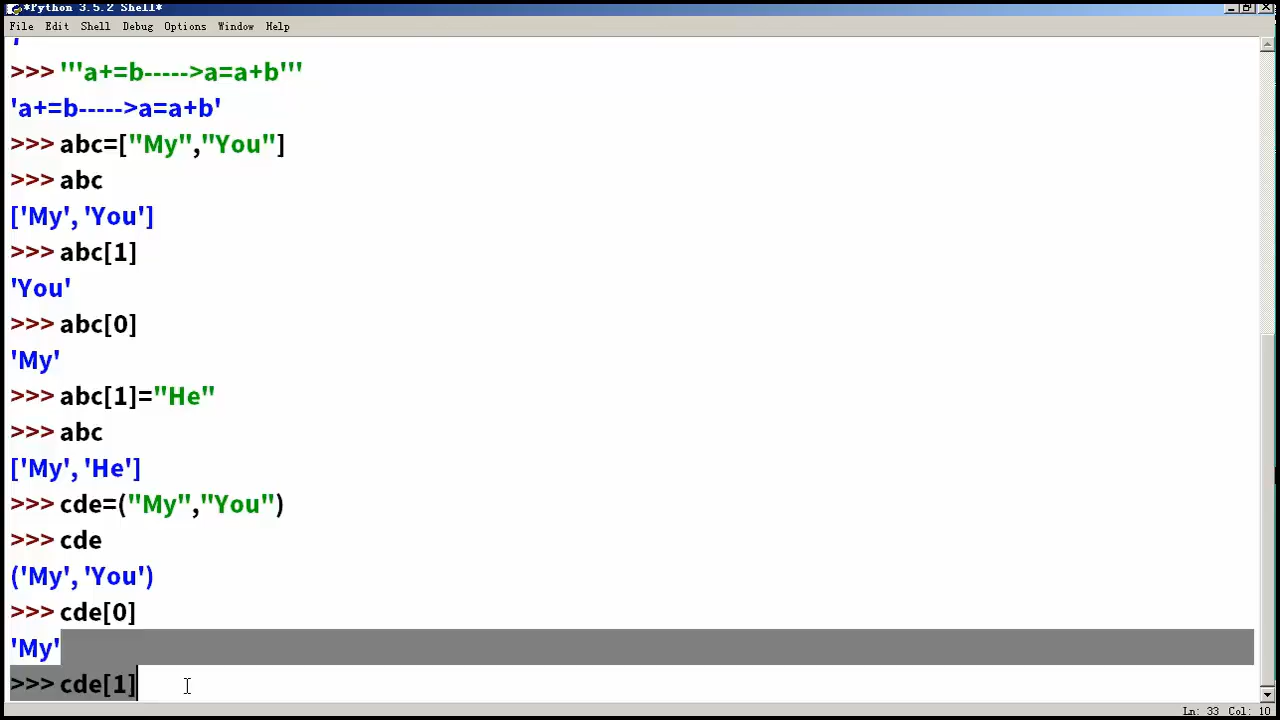 *Python 3.5.2 Shell*
File Edit Shell Debug Options Window Help
>>> '''a+=b----->a=a+b'''
'a+=b----->a=a+b'
>>> abc=["My","You"]
>>> abc
['My', 'You']
>>> abc[1]
'You'
>>> abc[0]
'My'
>>> abc[1]="He"
>>> abc
['My', 'He']
>>> cde=("My","You")
>>> cde
('My', 'You')
>>> cde[0]
'My'
>>> cde[1]
Ln: 33 Col: 10